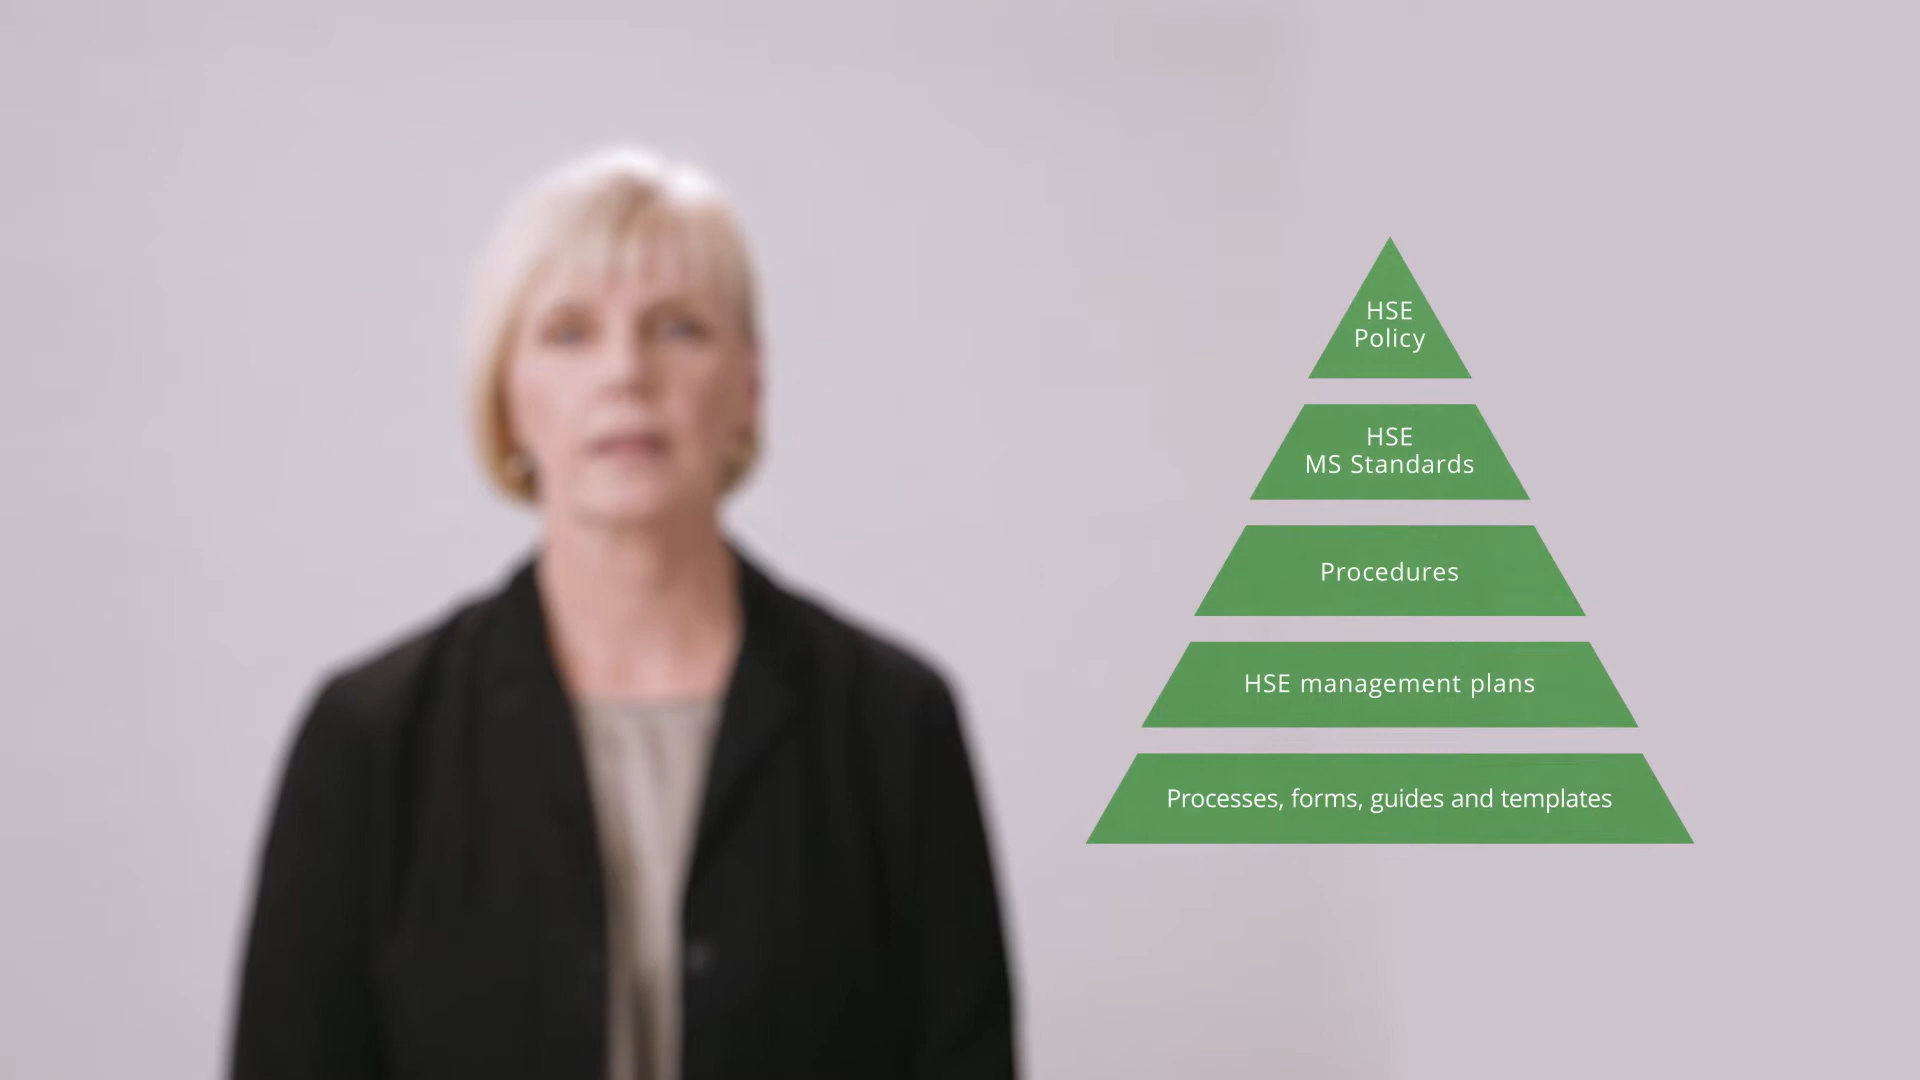 HSE
Policy
HSE
MS Standards
Procedures
HSE management plans
Processes, forms, guides and templates